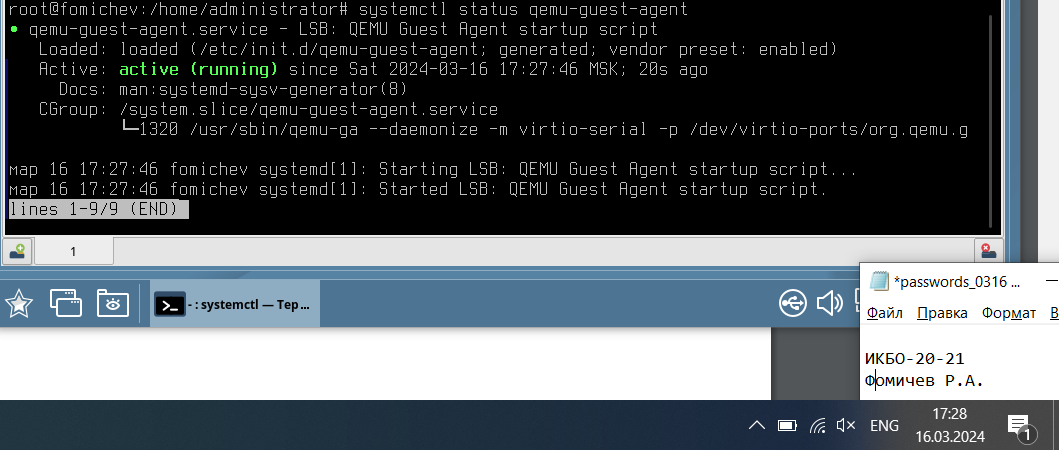 root@fomichev:/home/administrator# systemctl status qemu-guest-agent
● qemu-guest-agent.service - LSB: QEMU Guest Agent startup script
Loaded: loaded (/etc/init.d/qemu-guest-agent; generated; vendor preset: enabled)
Active: active (running) since Sat 2024-03-16 17:27:46 MSK; 20s ago
Docs: man:systemd-sysv-generator(8)
CGroup: /system.slice/qemu-guest-agent.service
└─1320 /usr/sbin/qemu-ga --daemonize -m virtio-serial -p /dev/virtio-ports/org.qemu.g
мар 16 17:27:46 fomichev systemd[1]: Starting LSB: QEMU Guest Agent startup script...
мар 16 17:27:46 fomichev systemd[1]: Started LSB: QEMU Guest Agent startup script.
lines 1-9/9 (END)
1
- : systemctl — Тер...
*passwords_0316 ...
Файл Правка Формат В
ИКБО-20-21
Фомичев Р.А.
ENG
17:28
16.03.2024
1